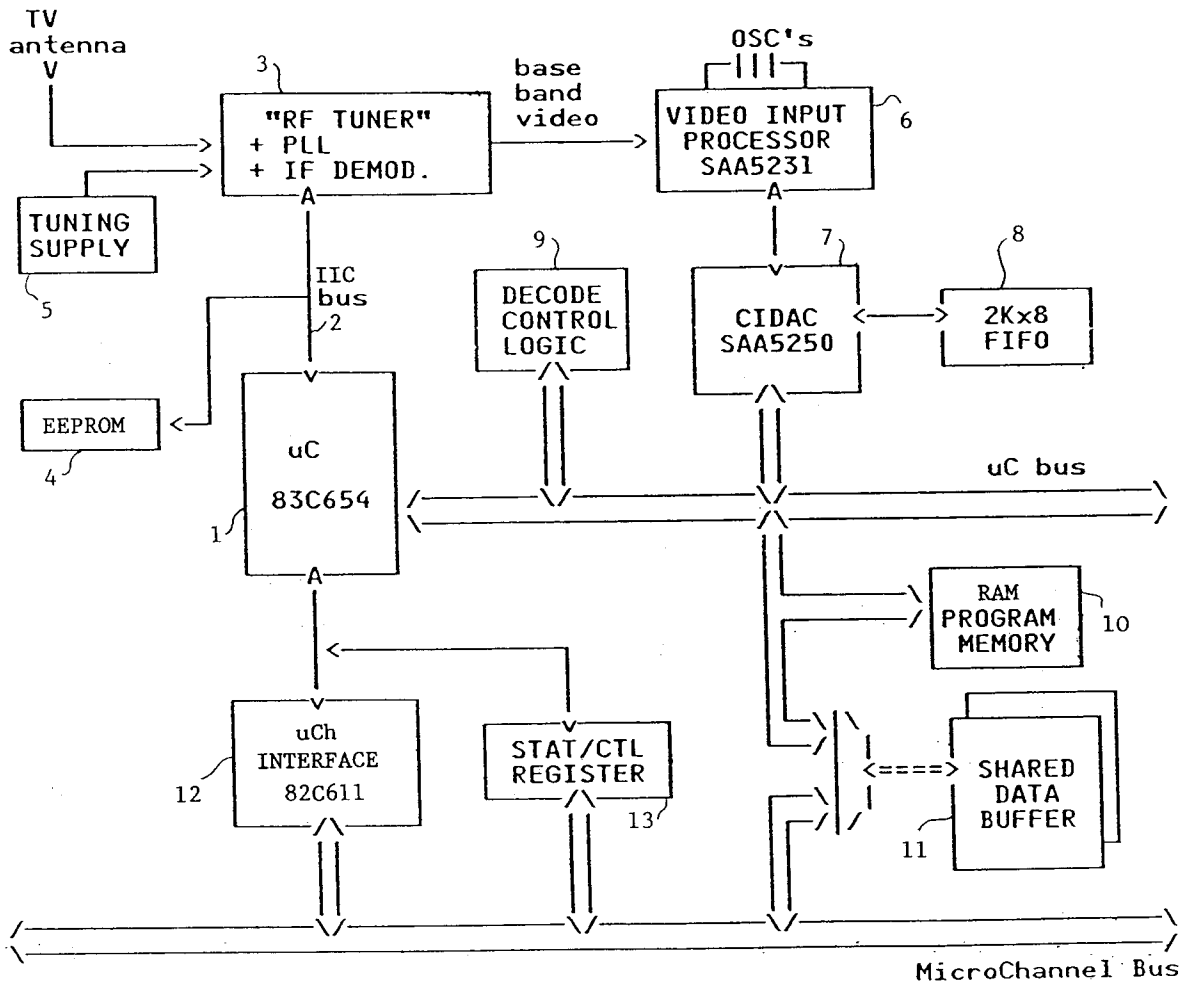 TV
antenna
OSC's
3
base
band
video
"RF TUNER"
+ PLL
+ IF DEMOD.
VIDEO INPUT
PROCESSOR
SAA5231
6
TUNING
SUPPLY
5
IIC
bus
2
9
DECODE
CONTROL
LOGIC
7
CIDAC
SAA5250
8
2Kx8
FIFO
EEPROM
4
uC
83C654
1
uC bus
RAM
PROGRAM
MEMORY
10
uCh
INTERFACE
82C611
12
STAT/CTL
REGISTER
13
SHARED
DATA
BUFFER
11
MicroChannel Bus